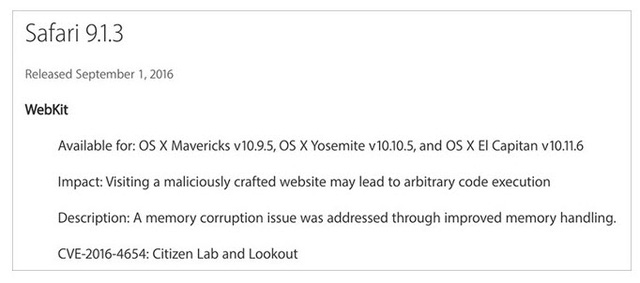 Safari 9.1.3
Released September 1, 2016
WebKit
Available for: OS X Mavericks v10.9.5, OS X Yosemite v10.10.5, and OS X El Capitan v10.11.6
Impact: Visiting a maliciously crafted website may lead to arbitrary code execution
Description: A memory corruption issue was addressed through improved memory handling.
CVE-2016-4654: Citizen Lab and Lookout